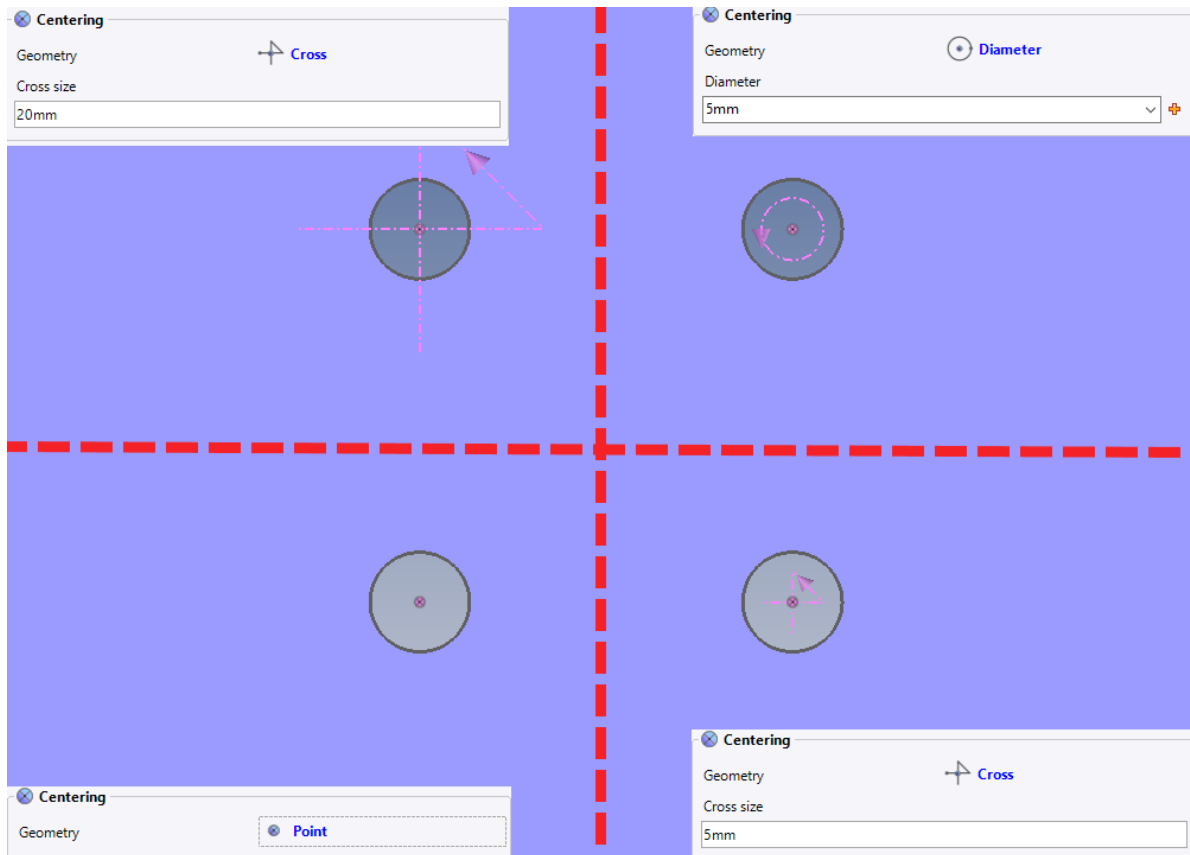 Centering
Geometry Cross
Cross size
20mm
Centering
Geometry Diameter
Diameter
5mm
Centering
Geometry Point
Centering
Geometry Cross
Cross size
5mm